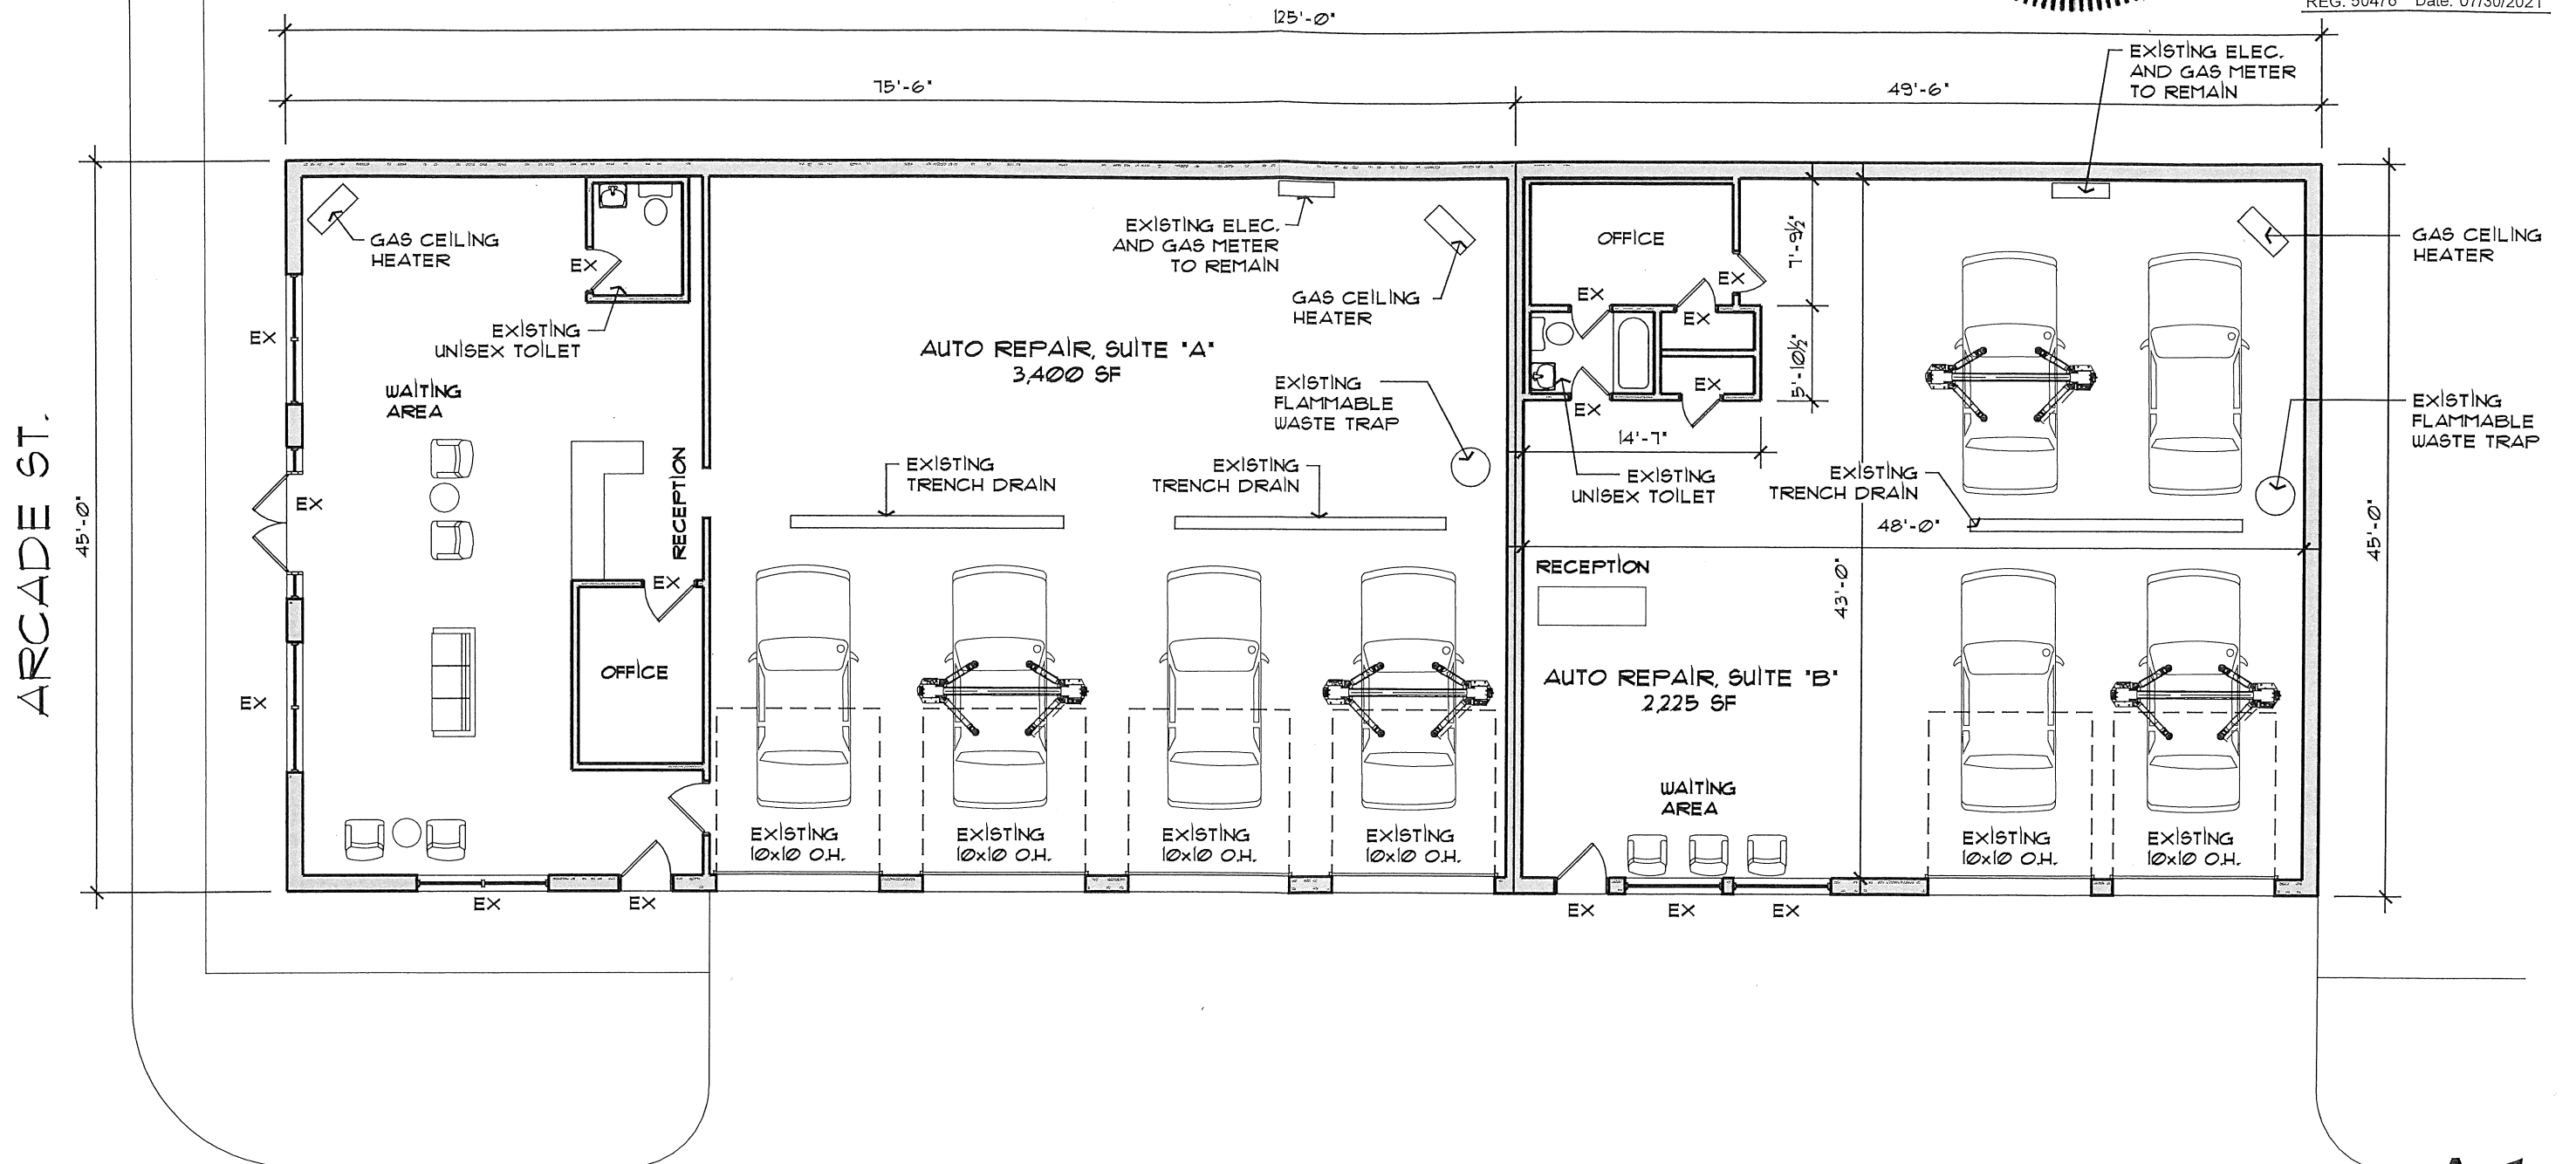 REG. 50478 Date: 07/30/2021
125'-0"
75'-6"
49'-6"
EXISTING ELEC.
AND GAS METER
TO REMAIN
GAS CEILING
HEATER
EX
EXISTING
UNISEX TOILET
EX
WAITING
AREA
EX
RECEPTION
EX
OFFICE
EX
EX
EX
ARCADE ST.
45'-0"
EXISTING ELEC.
AND GAS METER
TO REMAIN
GAS CEILING
HEATER
AUTO REPAIR, SUITE "A"
3,400 SF
EXISTING
FLAMMABLE
WASTE TRAP
EXISTING
TRENCH DRAIN
EXISTING
TRENCH DRAIN
EXISTING
10x10 O.H.
EXISTING
10x10 O.H.
EXISTING
10x10 O.H.
EXISTING
10x10 O.H.
OFFICE
EX
EX
EX
EX
EX
7'-9½"
5'-10½"
14'-7"
EXISTING
UNISEX TOILET
EXISTING
TRENCH DRAIN
48'-0"
43'-0"
RECEPTION
AUTO REPAIR, SUITE "B"
2,225 SF
WAITING
AREA
EX
EX
EX
EXISTING
10x10 O.H.
EXISTING
10x10 O.H.
GAS CEILING
HEATER
EXISTING
FLAMMABLE
WASTE TRAP
45'-0"